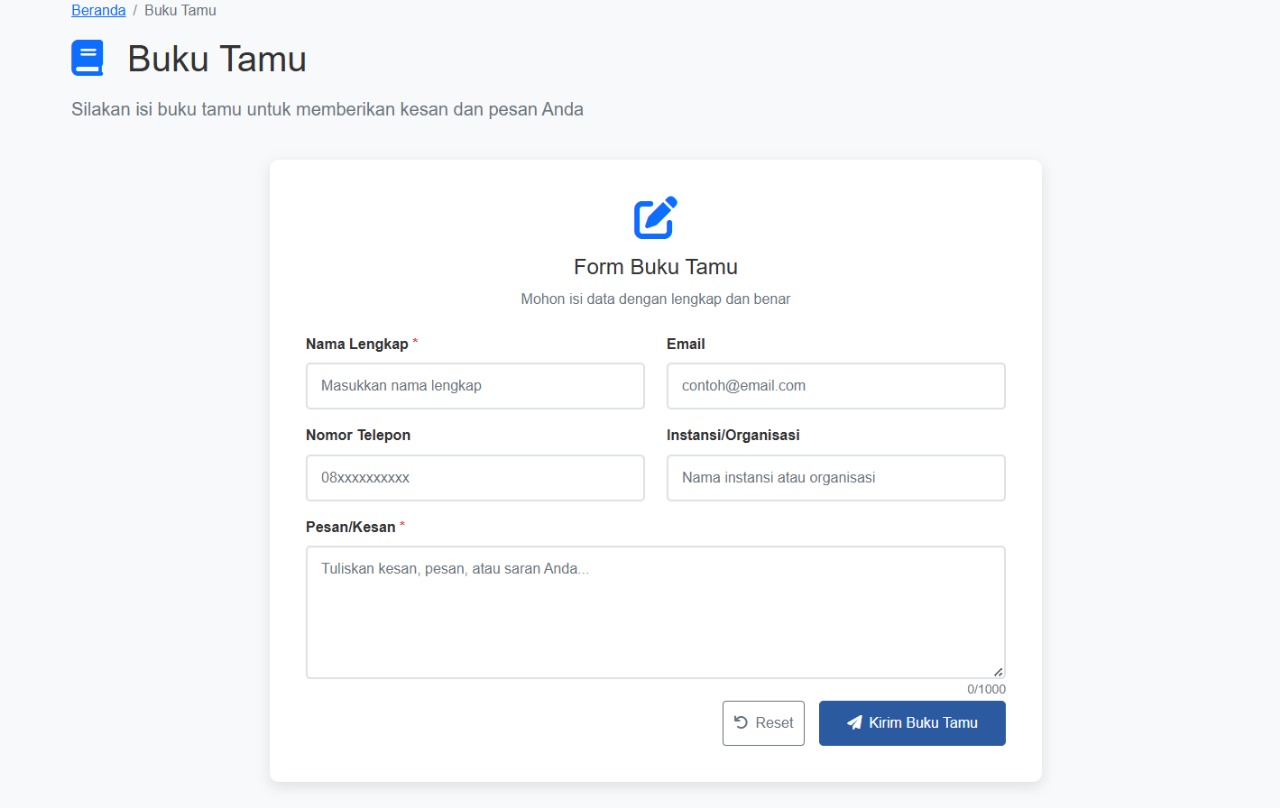 Beranda / Buku Tamu
Buku Tamu
Silakan isi buku tamu untuk memberikan kesan dan pesan Anda
Form Buku Tamu
Mohon isi data dengan lengkap dan benar
Nama Lengkap * Email
Masukkan nama lengkap contoh@email.com
Nomor Telepon Instansi/Organisasi
08xxxxxxxxxx Nama instansi atau organisasi
Pesan/Kesan *
Tuliskan kesan, pesan, atau saran Anda...
0/1000
Reset Kirim Buku Tamu